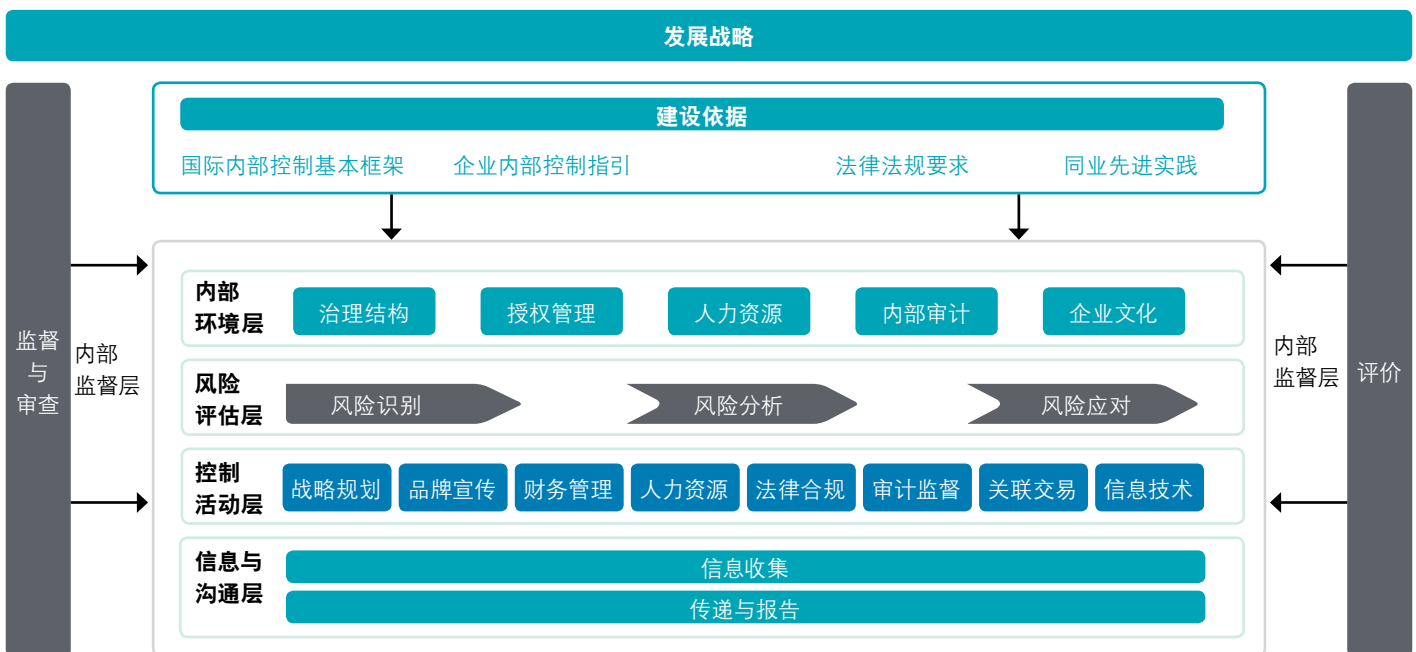 发展战略
建设依据
国际内部控制基本框架 企业内部控制指引 法律法规要求 同业先进实践
监督
与
审查
内部
监督层
内部
环境层
治理结构 授权管理 人力资源 内部审计 企业文化
风险
评估层
风险识别 风险分析 风险应对
控制
活动层
战略规划 品牌宣传 财务管理 人力资源 法律合规 审计监督 关联交易 信息技术
信息与
沟通层
信息收集
传递与报告
内部
监督层
评价